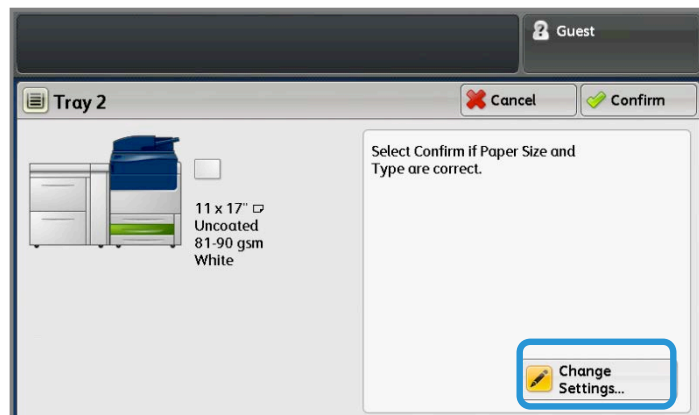 Guest
Tray 2
Cancel
Confirm
11 x 17"
Uncoated
81-90 gsm
White
Select Confirm if Paper Size and
Type are correct.
Change
Settings...